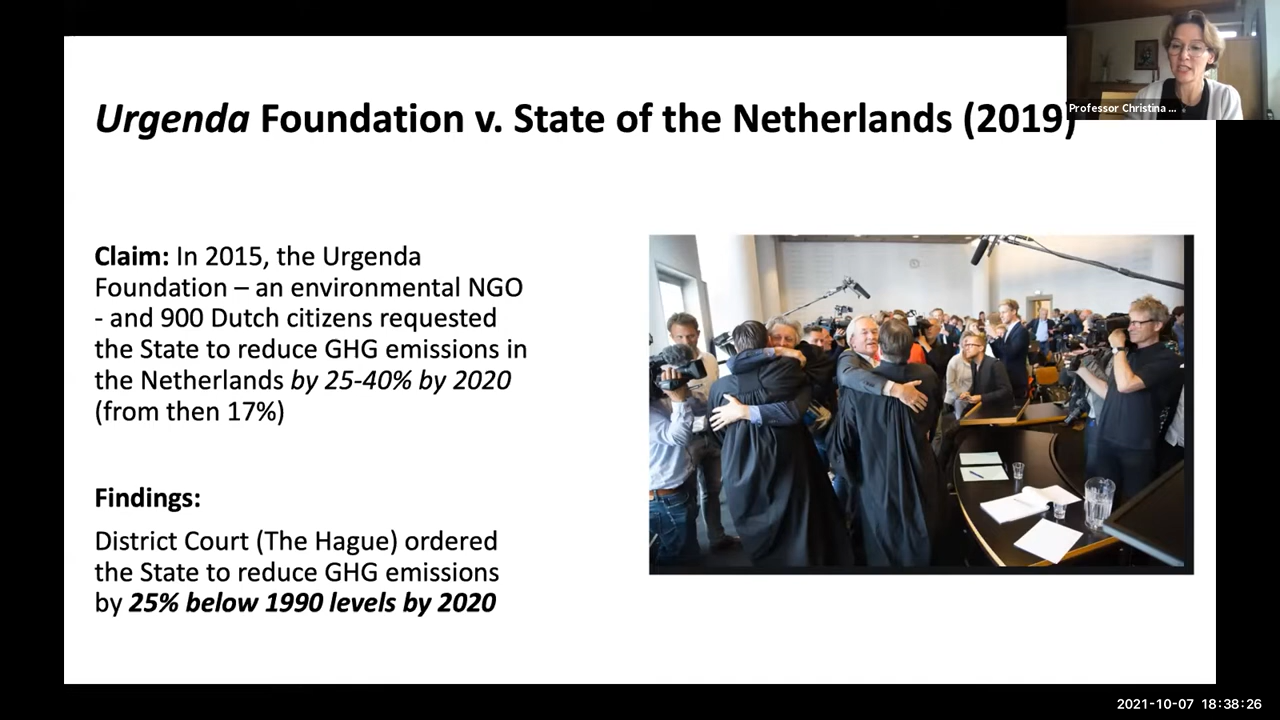 Professor Christina ...
Urgenda Foundation v. State of the Netherlands (2019)
Claim: In 2015, the Urgenda
Foundation – an environmental NGO
- and 900 Dutch citizens requested
the State to reduce GHG emissions in
the Netherlands by 25-40% by 2020
(from then 17%)
Findings:
District Court (The Hague) ordered
the State to reduce GHG emissions
by 25% below 1990 levels by 2020
2021-10-07 18:38:26